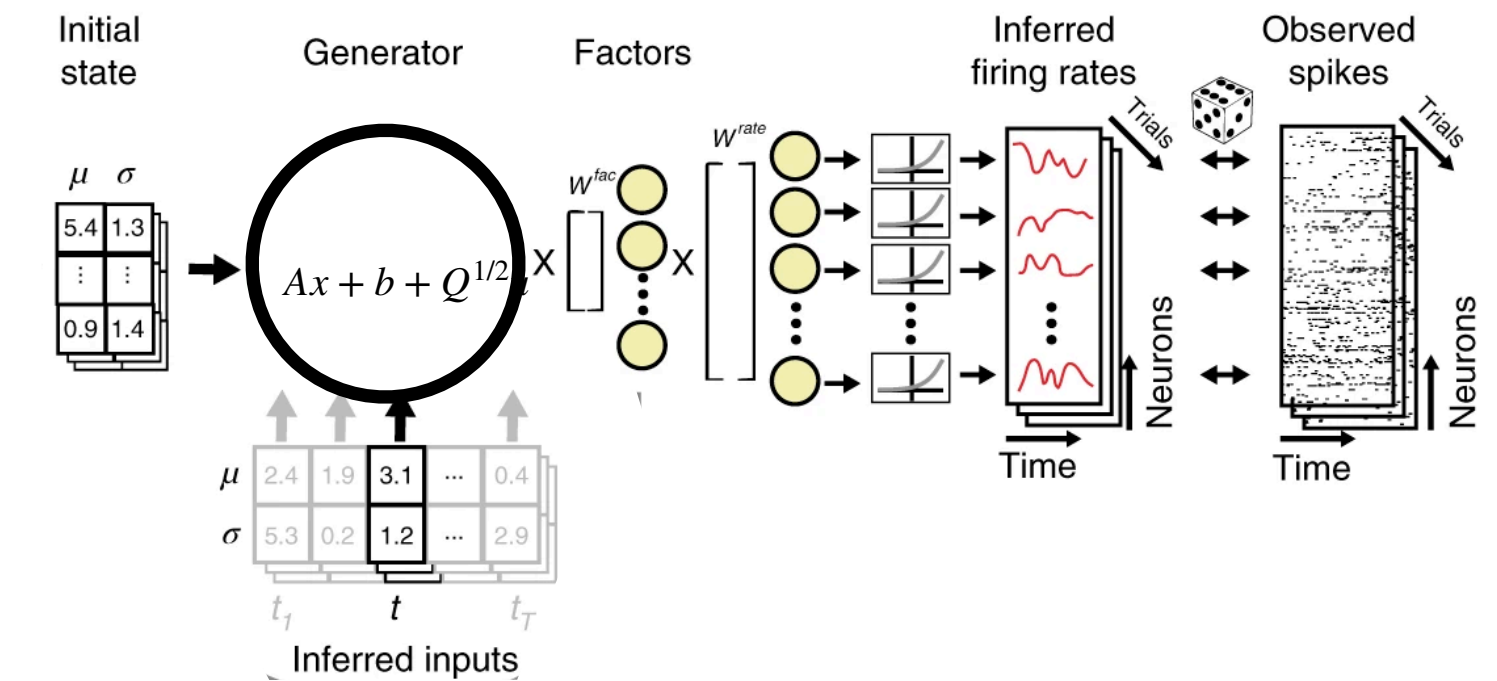 Initial
state
Generator
Factors
Inferred
firing rates
Observed
spikes
Trials
Trials
μ σ
5.4 1.3
⋮ ⋮
0.9 1.4
Ax + b + Q^{1/2}
X
W^{fac}
X
W^{rate}
Neurons
Neurons
Time
Time
μ 2.4 1.9 3.1 ... 0.4
σ 5.3 0.2 1.2 ... 2.9
t_1 t t_T
Inferred inputs